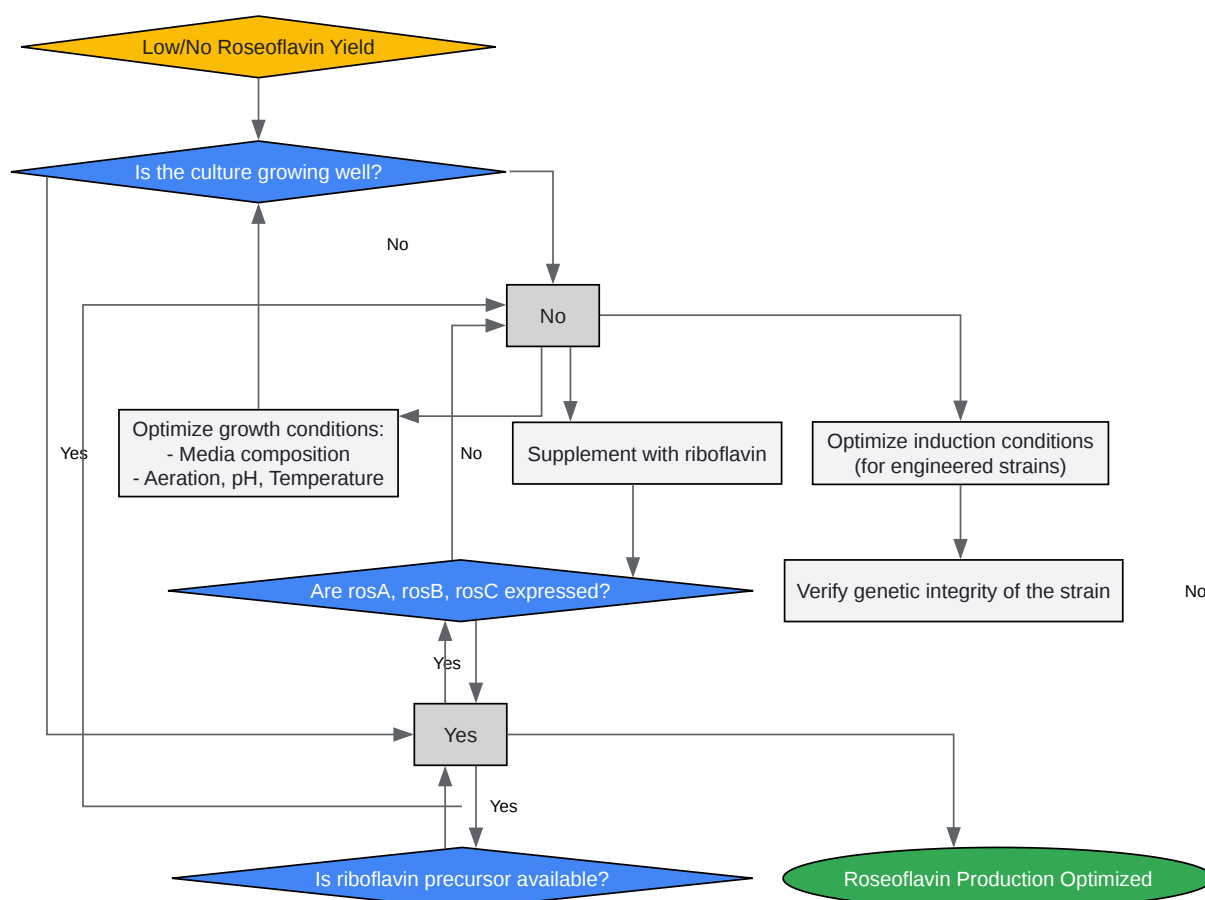 Low/No Roseoflavin Yield
Is the culture growing well?
No
No
Optimize growth conditions:
- Media composition
- Aeration, pH, Temperature
Yes
No
Supplement with riboflavin
Optimize induction conditions
(for engineered strains)
Are rosA, rosB, rosC expressed?
Verify genetic integrity of the strain
No
Yes
Yes
Yes
Is riboflavin precursor available?
Roseoflavin Production Optimized